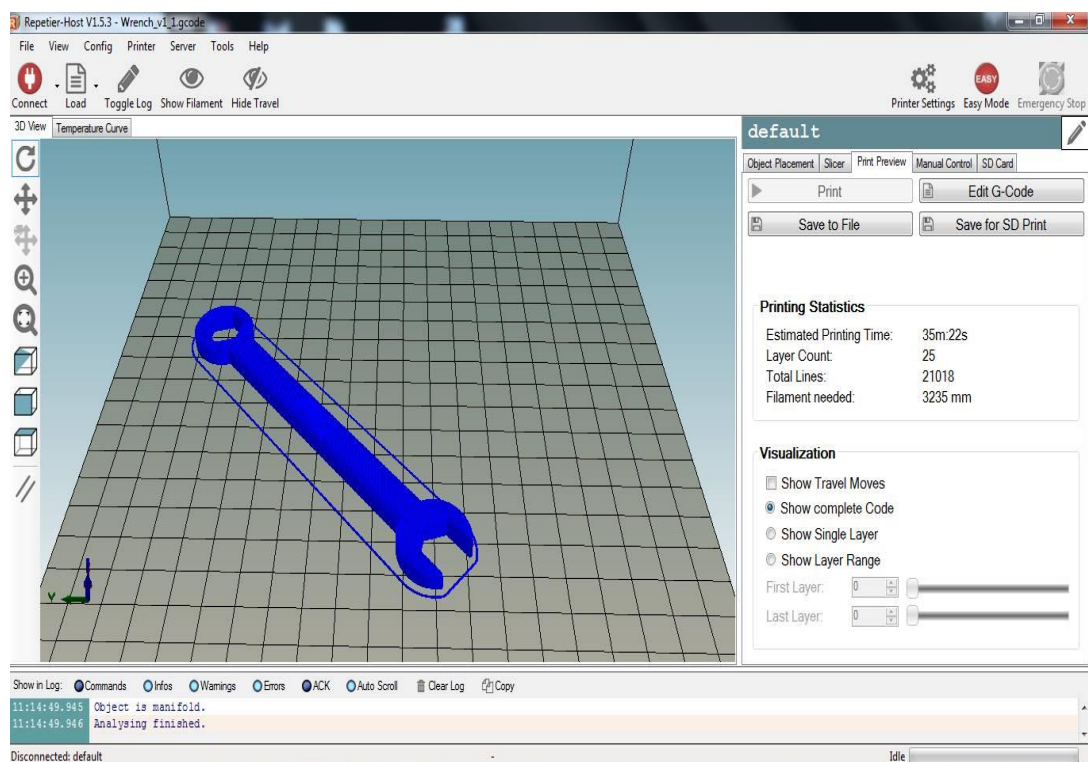 Repetier-Host V1.5.3 - Wrench_v1_1.gcode
File View Config Printer Server Tools Help
Connect Load Toggle Log Show Filament Hide Travel Printer Settings EASY Easy Mode Emergency Stop
3D View Temperature Curve
default
Object Placement Slicer Print Preview Manual Control SD Card
Print Edit G-Code
Save to File Save for SD Print
Printing Statistics
Estimated Printing Time: 35m:22s
Layer Count: 25
Total Lines: 21018
Filament needed: 3235 mm
Visualization
Show Travel Moves
Show complete Code
Show Single Layer
Show Layer Range
First Layer: 0
Last Layer: 0
Y
Show in Log: Commands Infos Warnings Errors ACK Auto Scroll Clear Log Copy
11:14:49.945 Object is manifold.
11:14:49.946 Analysing finished.
Disconnected: default - Idle